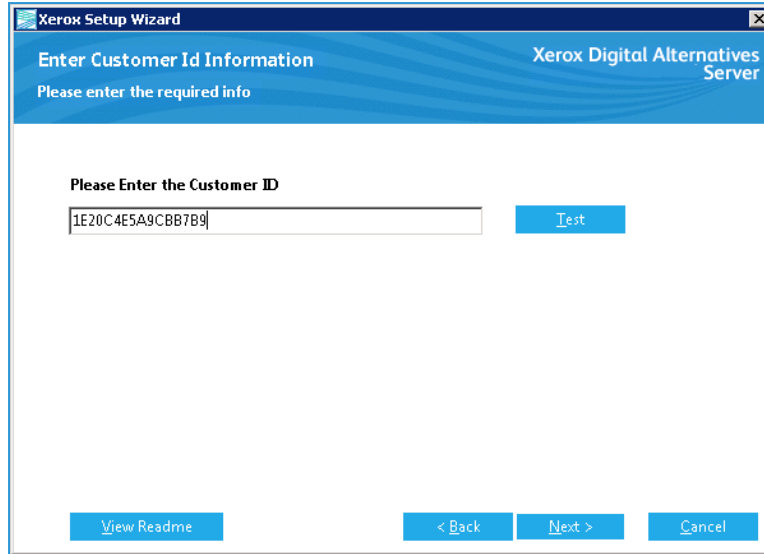 Xerox Setup Wizard
Enter Customer Id Information
Xerox Digital Alternatives
Server
Please enter the required info
Please Enter the Customer ID
1E20C4E5A9CBB7B9
Test
View Readme
< Back
Next >
Cancel